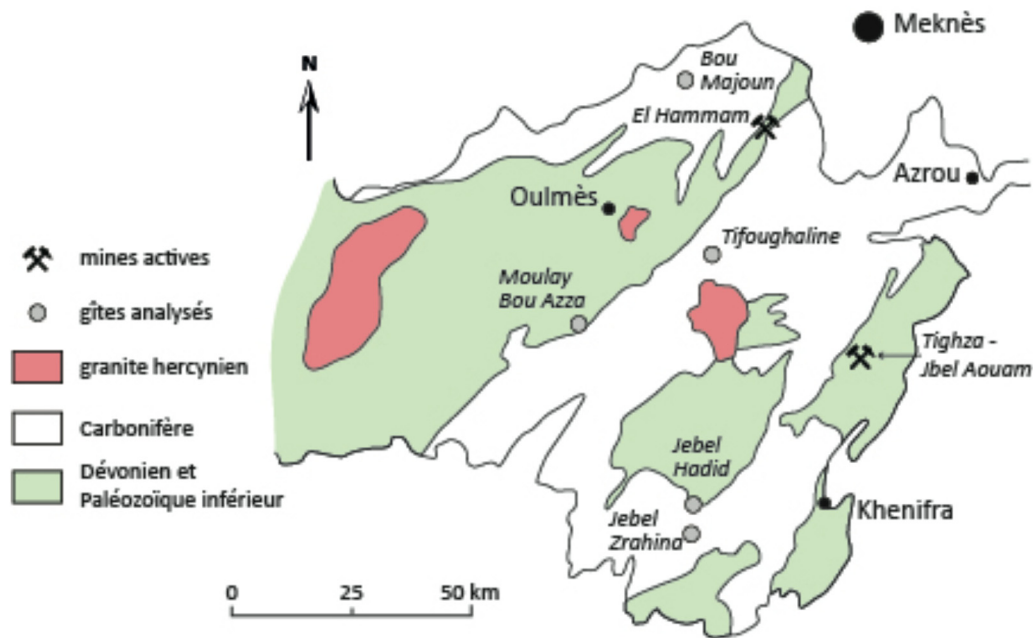 Meknès
N
Bou
Majoun
El Hammam
Azrou
Oulmès
Tifoughaline
mines actives
Moulay
Bou Azza
gîtes analysés
Tighza -
Jbel Aouam
granite hercynien
Carbonifère
Jebel
Hadid
Dévonien et
Paléozoïque inférieur
Khenifra
Jebel
Zrahina
0 25 50 km